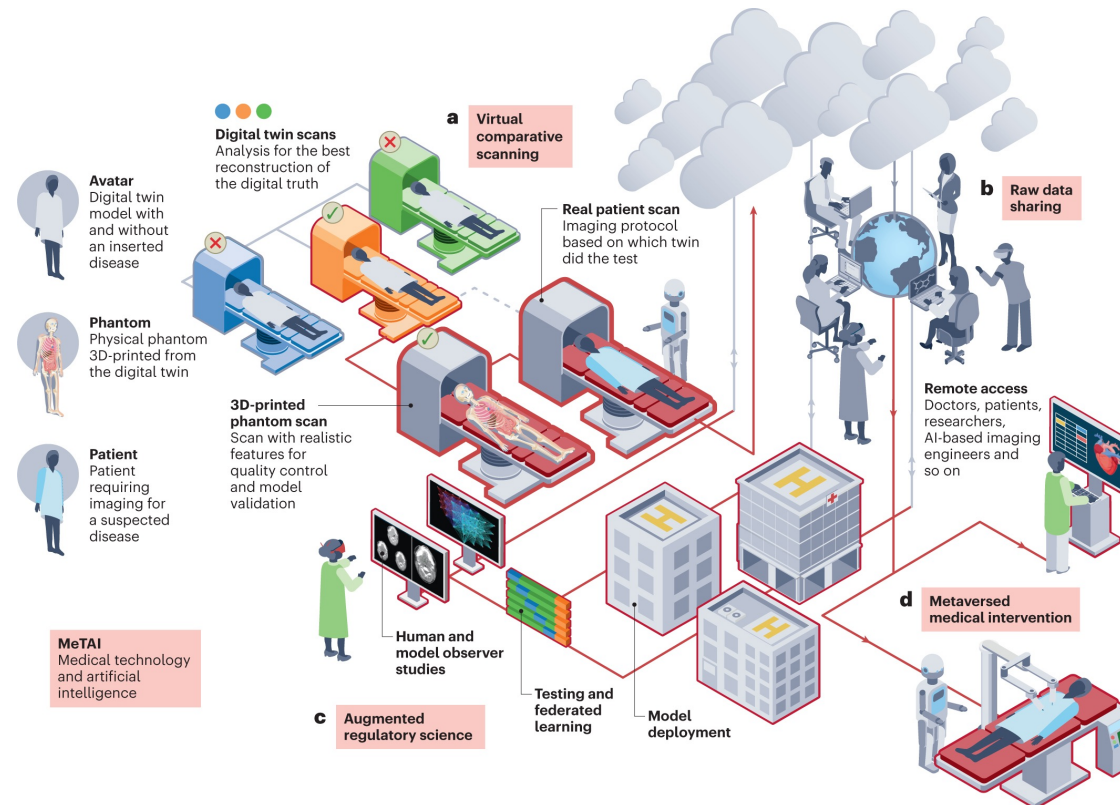 a
Virtual
comparative
scanning
Digital twin scans
Analysis for the best
reconstruction of
the digital truth
Avatar
Digital twin
model with
and without
an inserted
disease
Real patient scan
Imaging protocol
based on which twin
did the test
b
Raw data
sharing
Phantom
Physical phantom
3D-printed from
the digital twin
3D-printed
phantom scan
Scan with realistic
features for
quality control
and model
validation
Remote access
Doctors, patients,
researchers,
AI-based imaging
engineers and
so on
Patient
Patient
requiring
imaging for
a suspected
disease
H
H
H
d
Metaversed
medical intervention
MeTAI
Medical technology
and artificial
intelligence
Human and
model observer
studies
Testing and
federated
learning
Model
deployment
c
Augmented
regulatory science